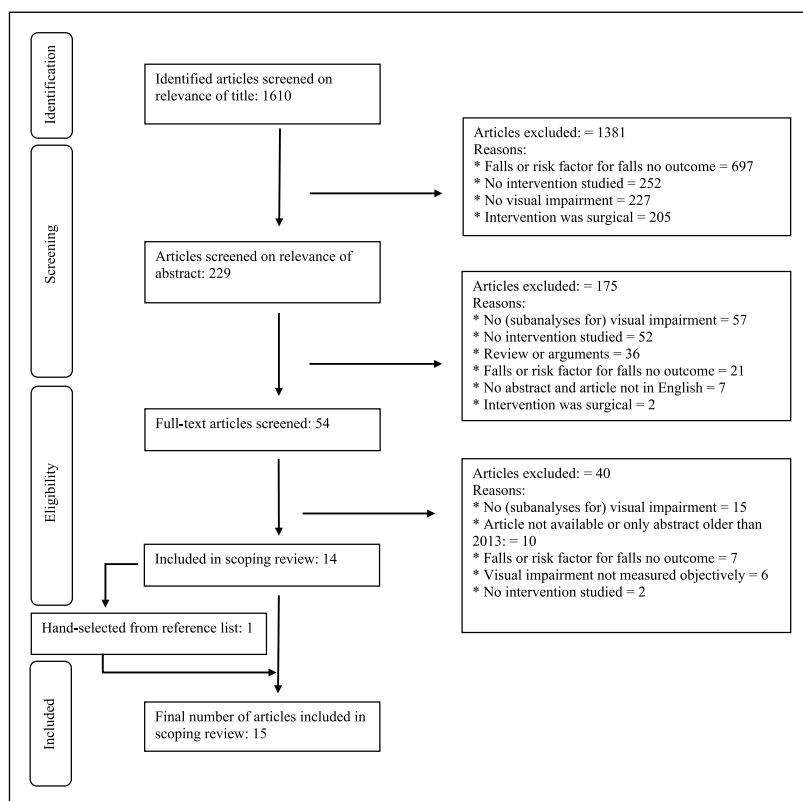 Identification
Identified articles screened on
relevance of title: 1610
Articles excluded: = 1381
Reasons:
* Falls or risk factor for falls no outcome = 697
* No intervention studied = 252
* No visual impairment = 227
* Intervention was surgical = 205
Screening
Articles screened on relevance of
abstract: 229
Articles excluded: = 175
Reasons:
* No (subanalyses for) visual impairment = 57
* No intervention studied = 52
* Review or arguments = 36
* Falls or risk factor for falls no outcome = 21
* No abstract and article not in English = 7
* Intervention was surgical = 2
Full-text articles screened: 54
Eligibility
Articles excluded: = 40
Reasons:
* No (subanalyses for) visual impairment = 15
* Article not available or only abstract older than
2013: = 10
* Falls or risk factor for falls no outcome = 7
* Visual impairment not measured objectively = 6
* No intervention studied = 2
Included in scoping review: 14
Hand-selected from reference list: 1
Included
Final number of articles included in
scoping review: 15